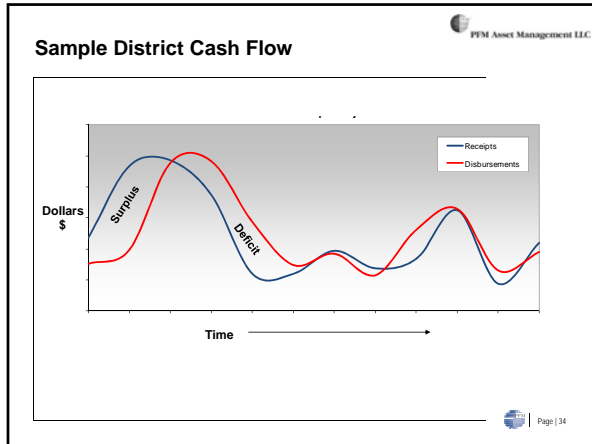 PFM Asset Management LLC
Sample District Cash Flow
Receipts
Disbursements
Surplus
Deficit
Dollars
$
Time
Page | 34